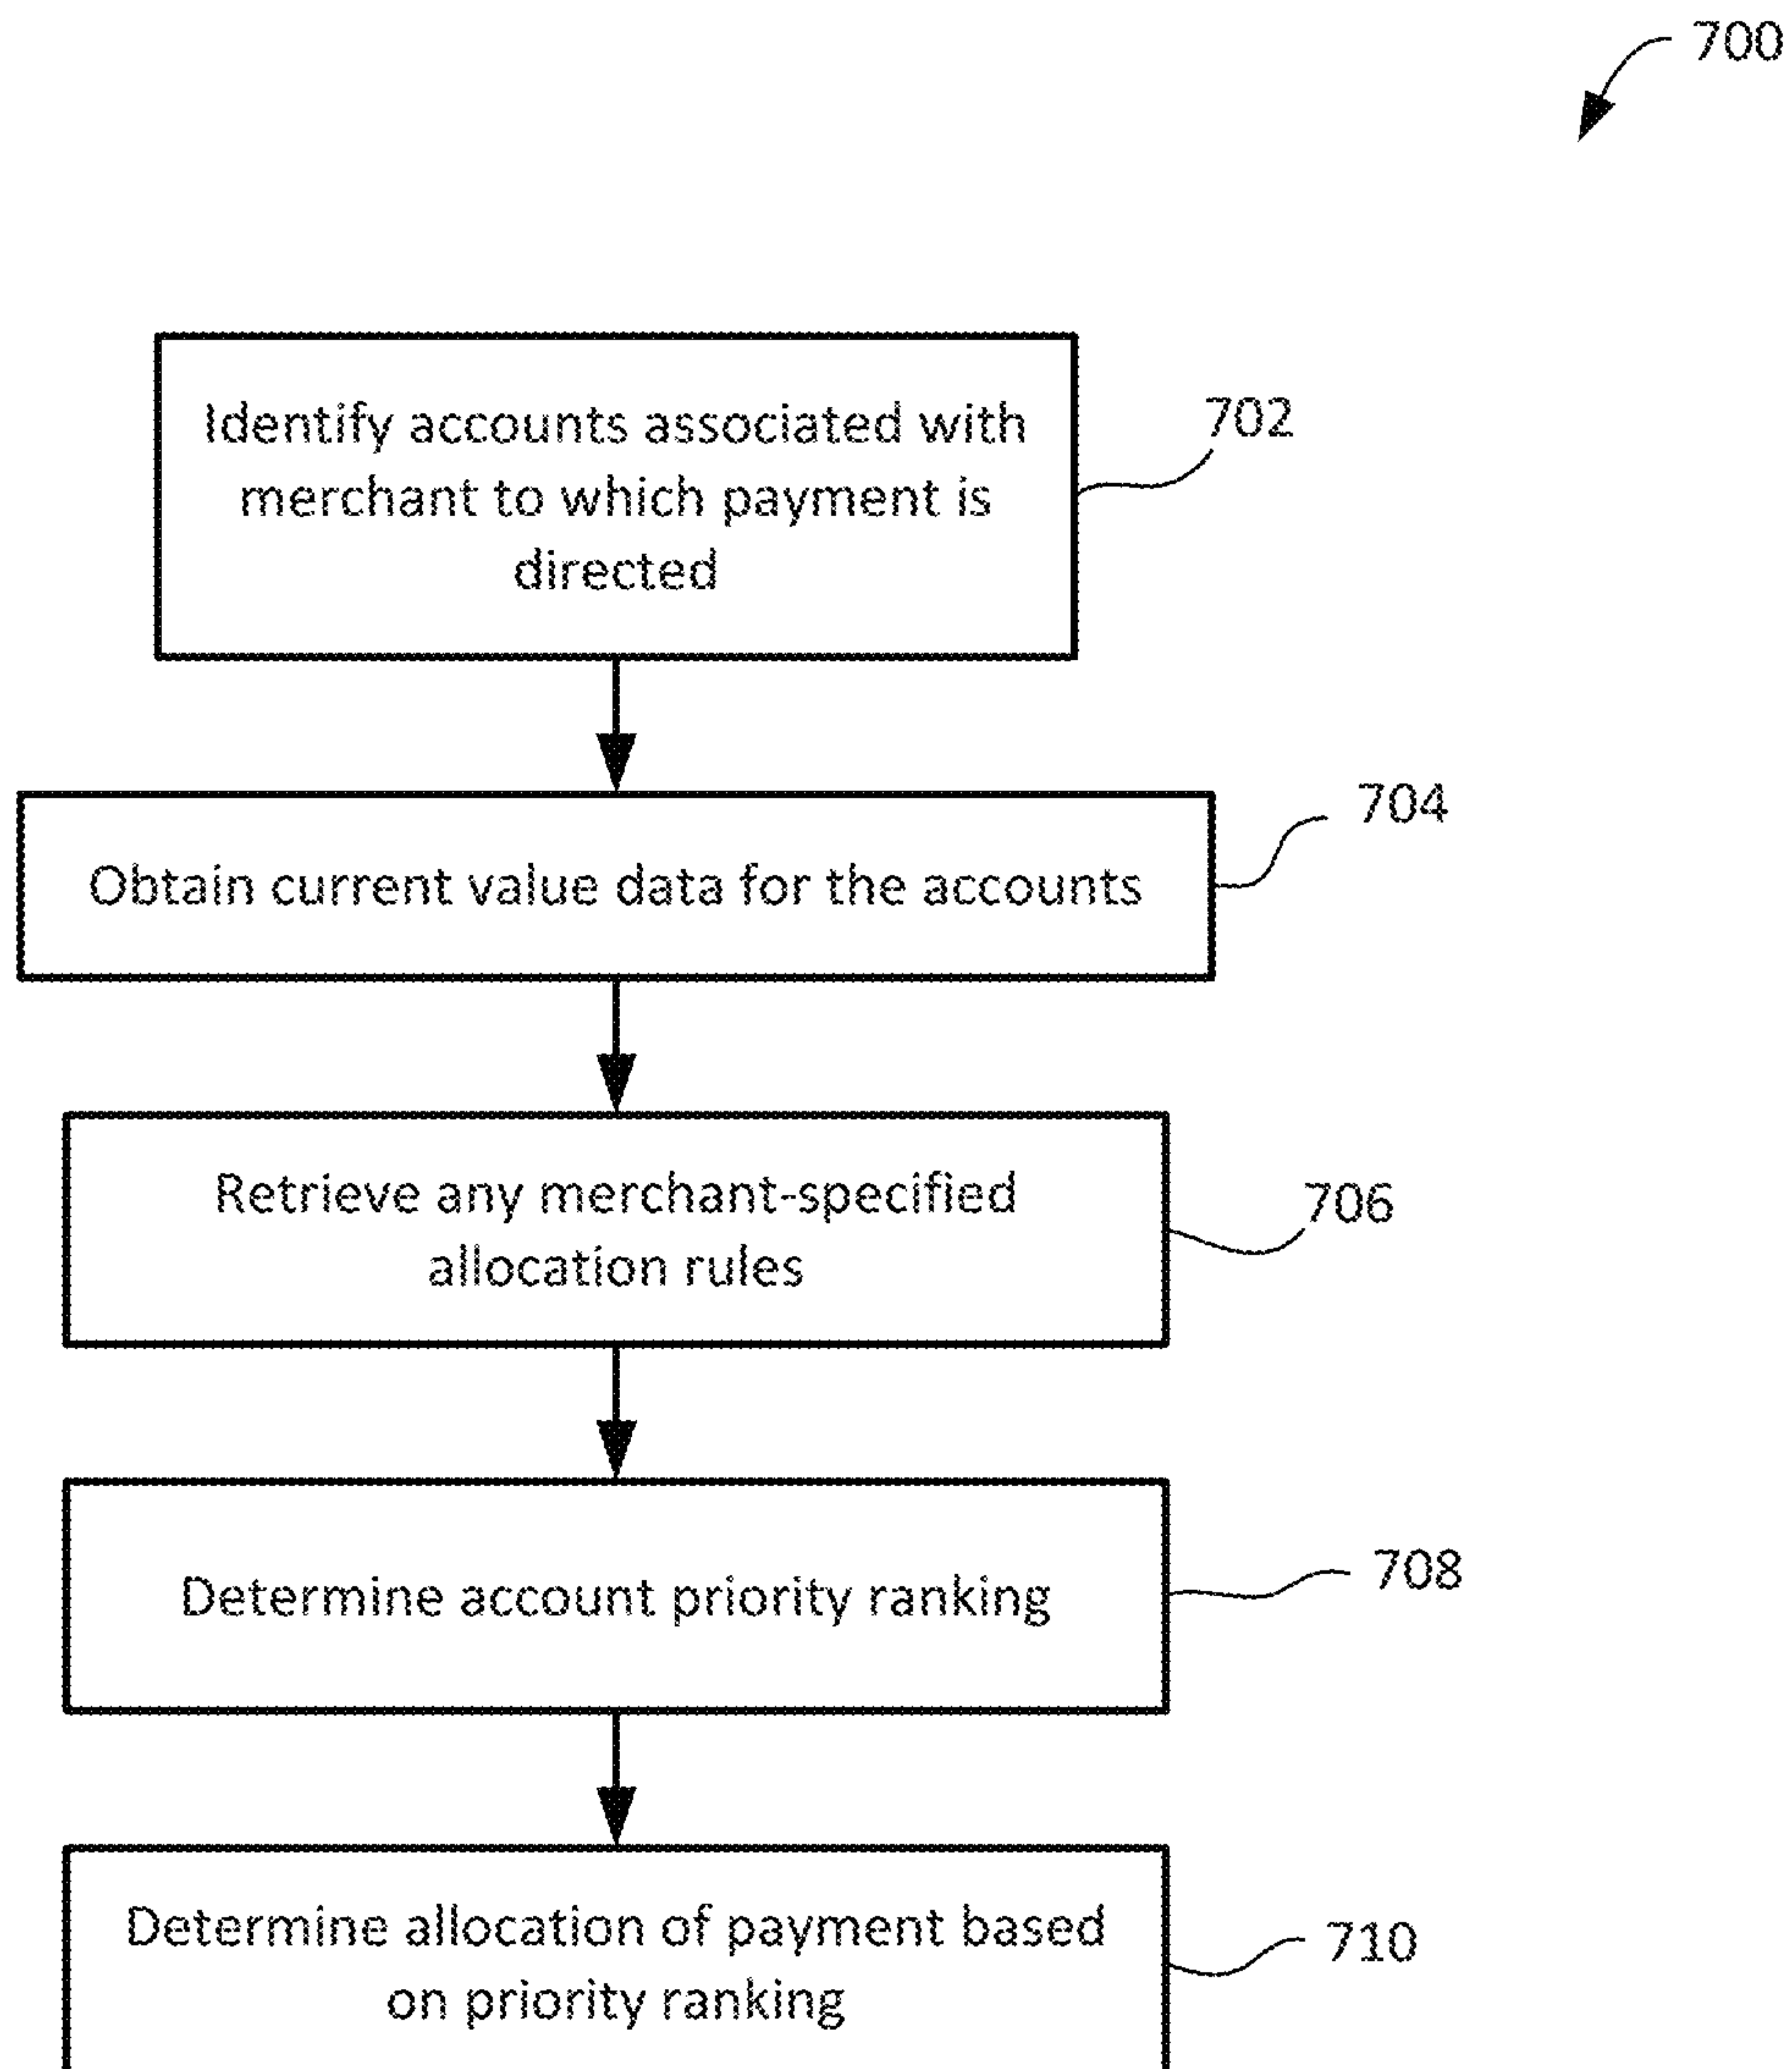 700
Identify accounts associated with
merchant to which payment is
directed
702
Obtain current value data for the accounts
704
Retrieve any merchant-specified
allocation rules
706
Determine account priority ranking
708
Determine allocation of payment based
on priority ranking
710